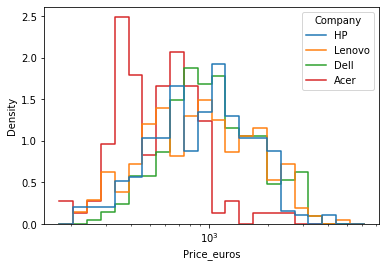 Company
HP
Lenovo
Dell
Acer
2.5
2.0
1.5
1.0
0.5
0.0
Density
10³
Price_euros